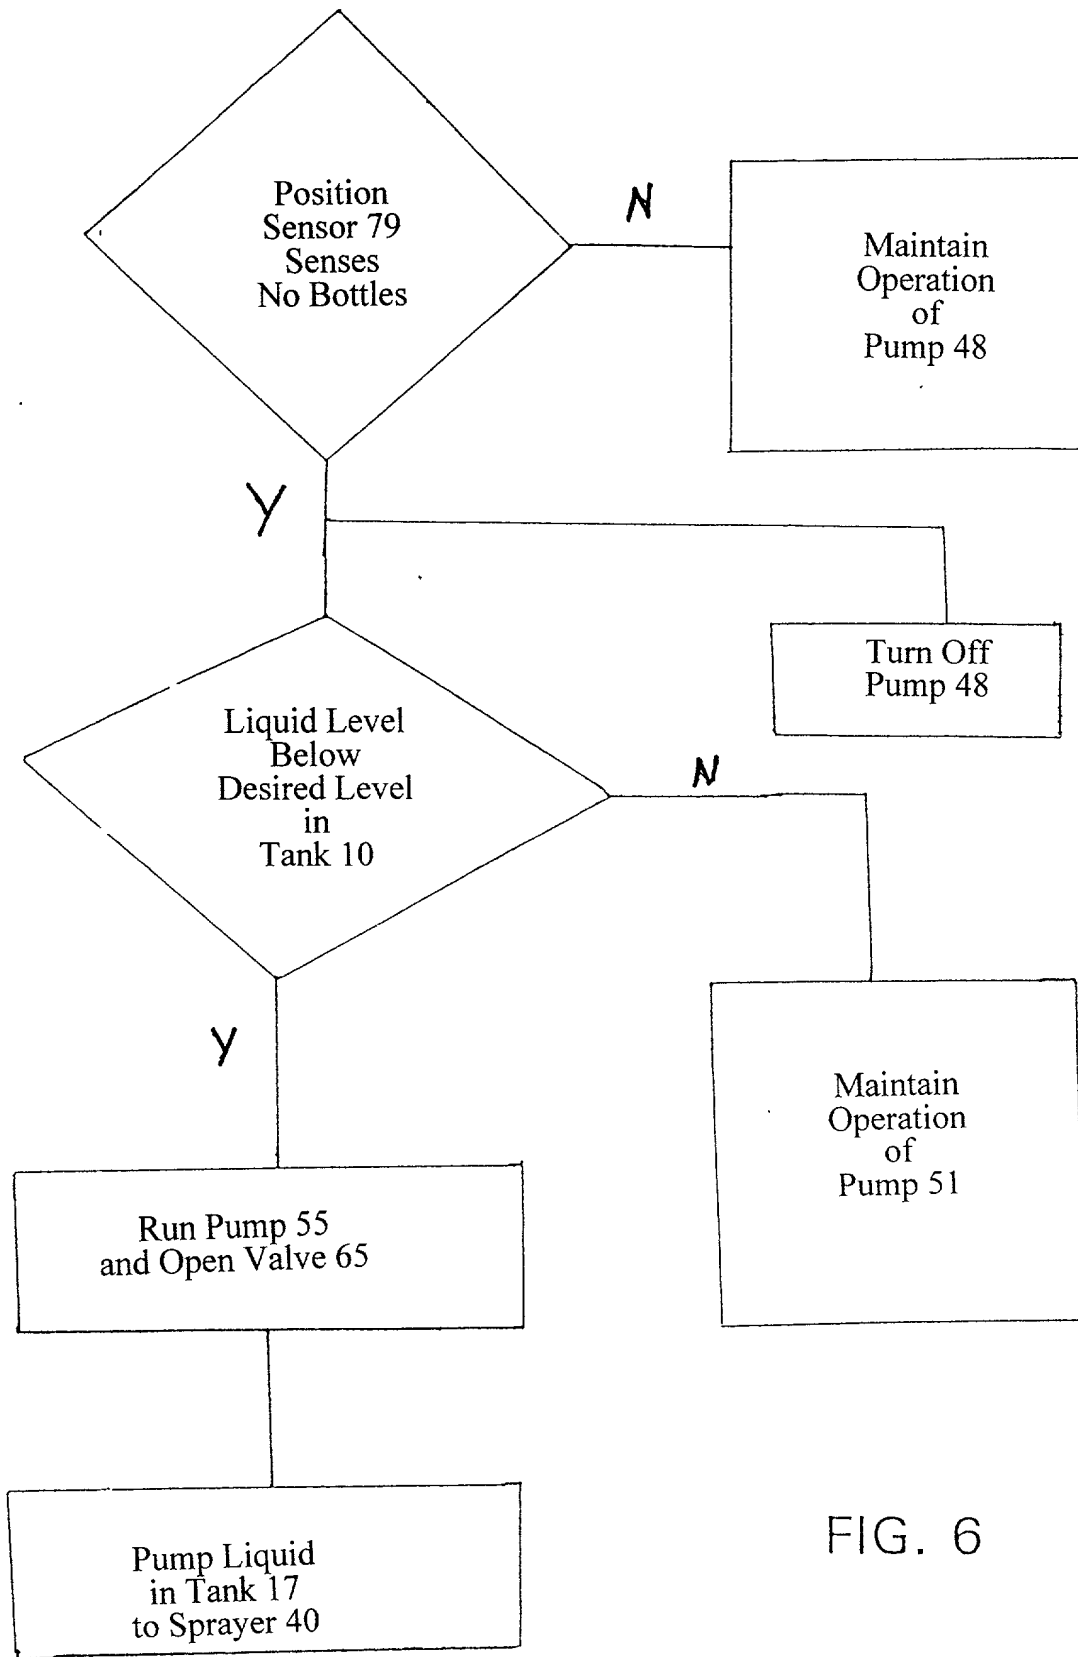 Position
Sensor 79
Senses
No Bottles
N
Maintain
Operation
of
Pump 48
Y
Turn Off
Pump 48
Liquid Level
Below
Desired Level
in
Tank 10
N
Y
Maintain
Operation
of
Pump 51
Run Pump 55
and Open Valve 65
Pump Liquid
in Tank 17
to Sprayer 40
FIG. 6